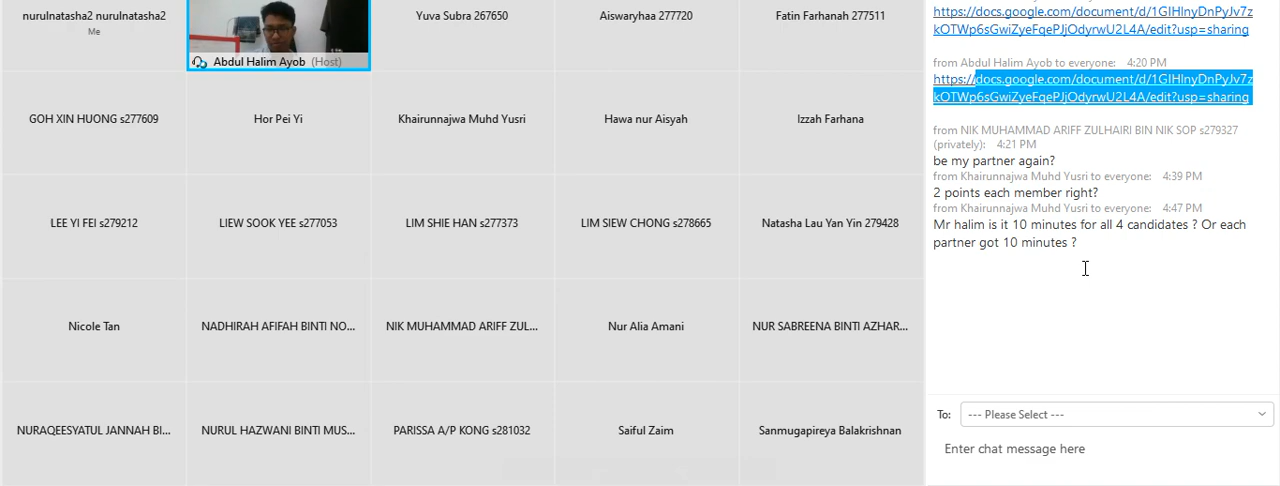 nurulnatasha2 nurulnatasha2
Me
Abdul Halim Ayob (Host)
Yuva Subra 267650
Aiswaryhaa 277720
Fatin Farhanah 277511
GOH XIN HUONG s277609
Hor Pei Yi
Khairunnajwa Muhd Yusri
Hawa nur Aisyah
Izzah Farhana
LEE YI FEI s279212
LIEW SOOK YEE s277053
LIM SHIE HAN s277373
LIM SIEW CHONG s278665
Natasha Lau Yan Yin 279428
Nicole Tan
NADHIRAH AFIFAH BINTI NO...
NIK MUHAMMAD ARIFF ZUL...
Nur Alia Amani
NUR SABREENA BINTI AZHAR...
NURAQEESYATUL JANNAH BI...
NURUL HAZWANI BINTI MUS...
PARISSA A/P KONG s281032
Saiful Zaim
Sanmugapireya Balakrishnan
https://docs.google.com/document/d/1GIHlnyDnPyJv7z
kOTWp6sGwiZyeFqePJjOdyrwU2L4A/edit?usp=sharing
from Abdul Halim Ayob to everyone: 4:20 PM
https://docs.google.com/document/d/1GIHlnyDnPyJv7z
kOTWp6sGwiZyeFqePJjOdyrwU2L4A/edit?usp=sharing
from NIK MUHAMMAD ARIFF ZULHAIRI BIN NIK SOP s279327
(privately): 4:21 PM
be my partner again?
from Khairunnajwa Muhd Yusri to everyone: 4:39 PM
2 points each member right?
from Khairunnajwa Muhd Yusri to everyone: 4:47 PM
Mr halim is it 10 minutes for all 4 candidates ? Or each
partner got 10 minutes ?
To: --- Please Select ---
Enter chat message here